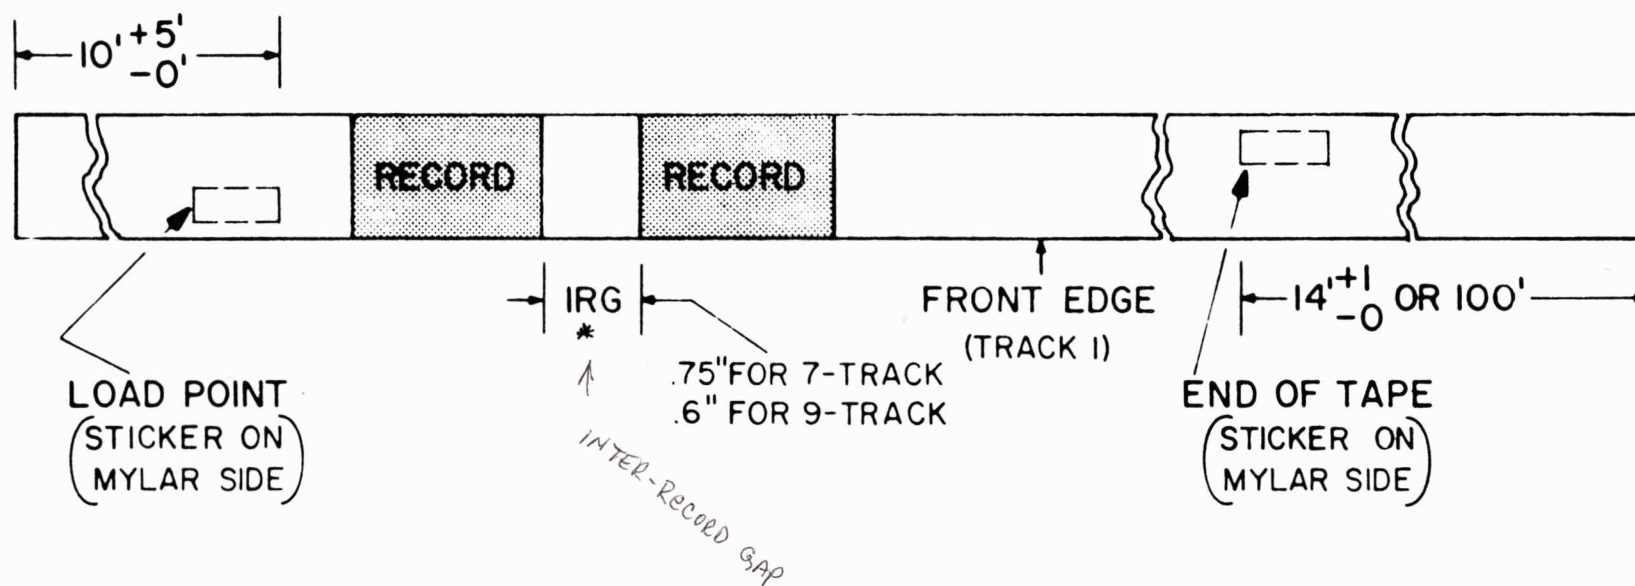 10' +5'
-0'
RECORD
RECORD
IRG
*
.75" FOR 7-TRACK
.6" FOR 9-TRACK
INTER-RECORD GAP
FRONT EDGE
(TRACK 1)
14' +1 OR 100'
-0
LOAD POINT
(STICKER ON
MYLAR SIDE)
END OF TAPE
(STICKER ON
MYLAR SIDE)